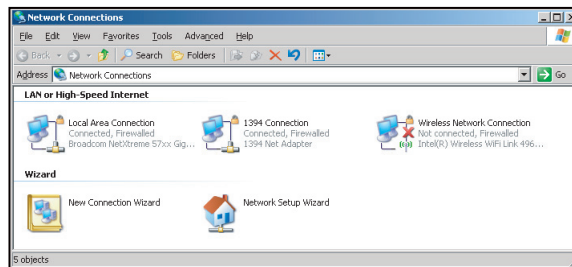 Network Connections
File Edit View Favorites Tools Advanced Help
Back Search Folders
Address Network Connections Go
LAN or High-Speed Internet
Local Area Connection
Connected, Firewalled
Broadcom NetXtreme 57xx Gig...
1394 Connection
Connected, Firewalled
1394 Net Adapter
Wireless Network Connection
Not connected, Firewalled
Intel(R) Wireless WiFi Link 496...
Wizard
New Connection Wizard
Network Setup Wizard
5 objects